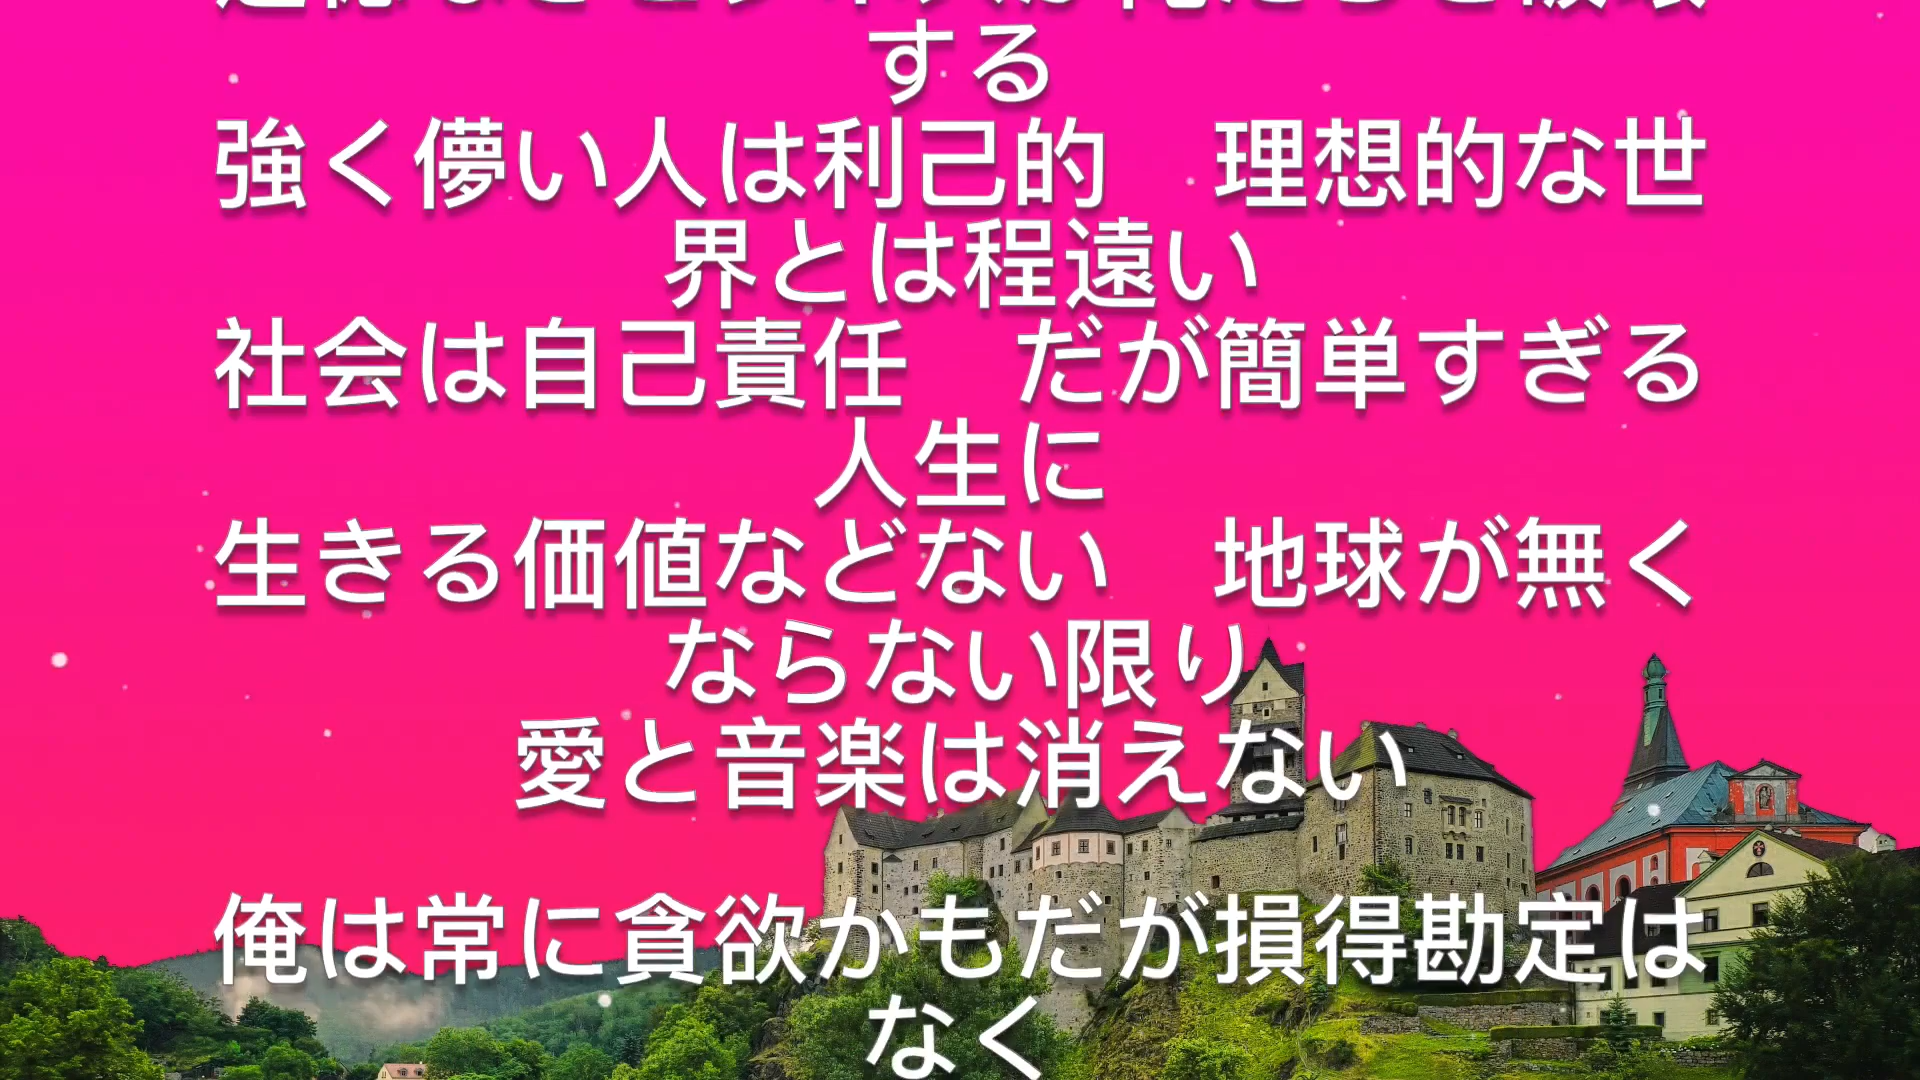 する
強く儚い人は利己的　理想的な世
界とは程遠い
社会は自己責任　だが簡単すぎる
人生に
生きる価値などない　地球が無く
ならない限り
愛と音楽は消えない
俺は常に貪欲かもだが損得勘定は
なく